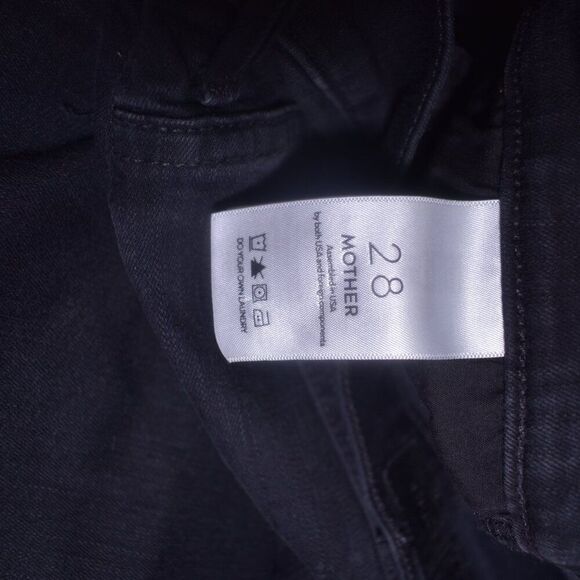 28
MOTHER
Assembled in USA
by both USA and foreign components
DO YOUR OWN LAUNDRY